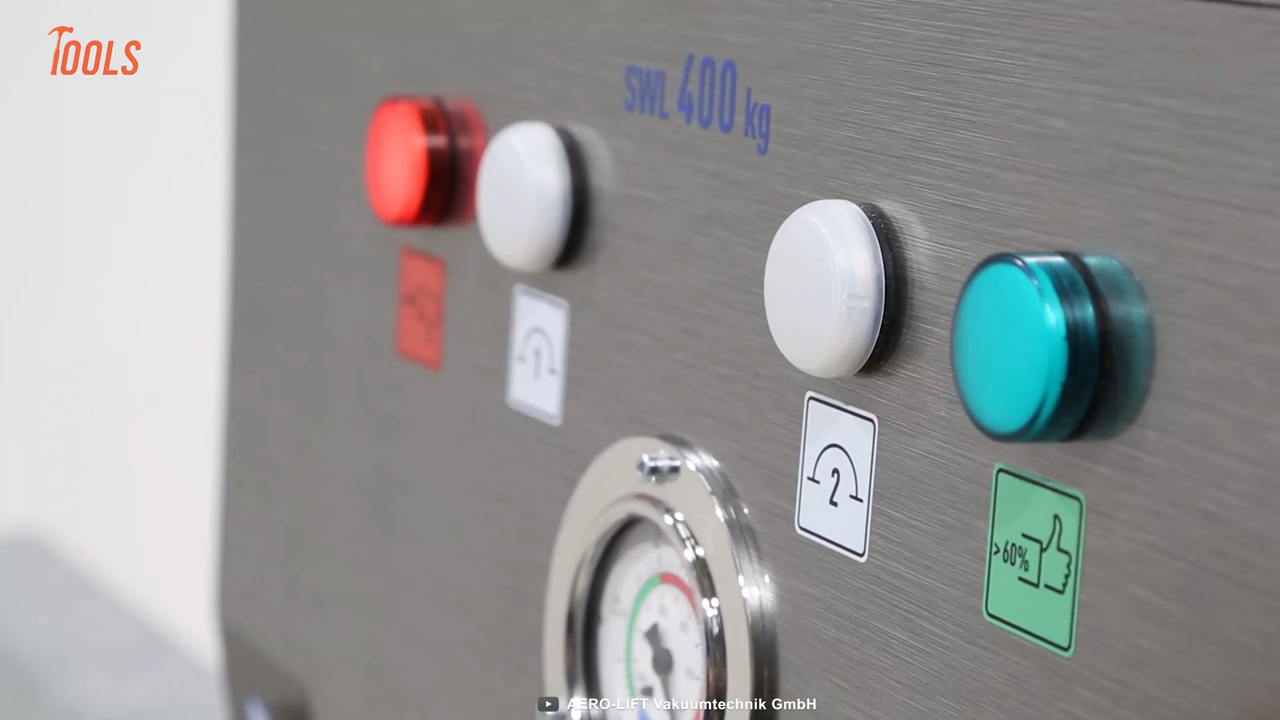 TOOLS
SWL 400 kg
1
2
>60%
AERO-LIFT Vakuumtechnik GmbH